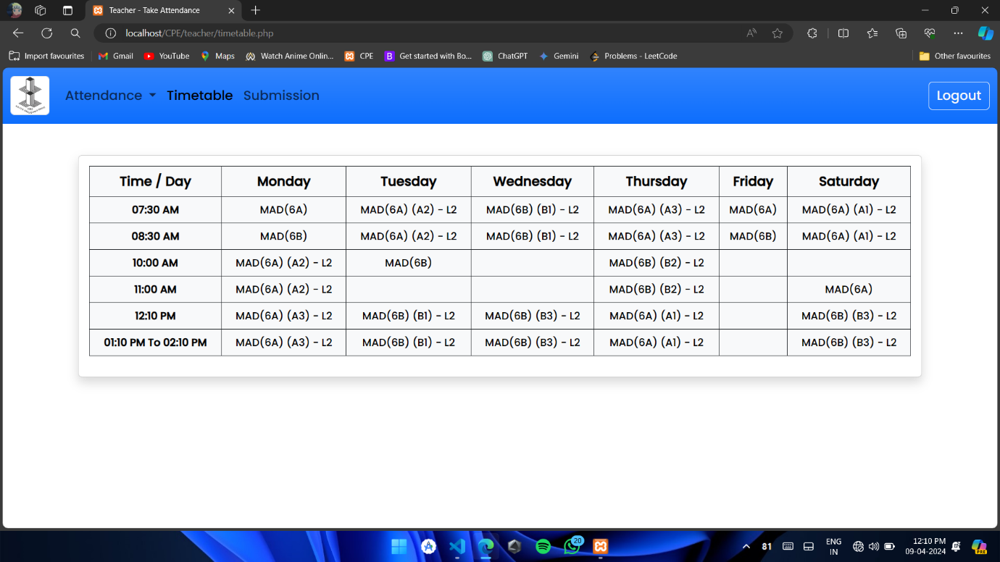 Teacher - Take Attendance
localhost/CPE/teacher/timetable.php
Import favourites Gmail YouTube Maps Watch Anime Onlin... CPE B Get started with Bo... ChatGPT Gemini Problems - LeetCode Other favourites
Attendance Timetable Submission Logout
Time / Day Monday Tuesday Wednesday Thursday Friday Saturday
07:30 AM MAD(6A) MAD(6A) (A2) - L2 MAD(6B) (B1) - L2 MAD(6A) (A3) - L2 MAD(6A) MAD(6A) (A1) - L2
08:30 AM MAD(6B) MAD(6A) (A2) - L2 MAD(6B) (B1) - L2 MAD(6A) (A3) - L2 MAD(6B) MAD(6A) (A1) - L2
10:00 AM MAD(6A) (A2) - L2 MAD(6B) MAD(6B) (B2) - L2
11:00 AM MAD(6A) (A2) - L2 MAD(6B) (B2) - L2 MAD(6A)
12:10 PM MAD(6A) (A3) - L2 MAD(6B) (B1) - L2 MAD(6B) (B3) - L2 MAD(6A) (A1) - L2 MAD(6B) (B3) - L2
01:10 PM To 02:10 PM MAD(6A) (A3) - L2 MAD(6B) (B1) - L2 MAD(6B) (B3) - L2 MAD(6A) (A1) - L2 MAD(6B) (B3) - L2
20
81
ENG
IN
12:10 PM
09-04-2024
PRE